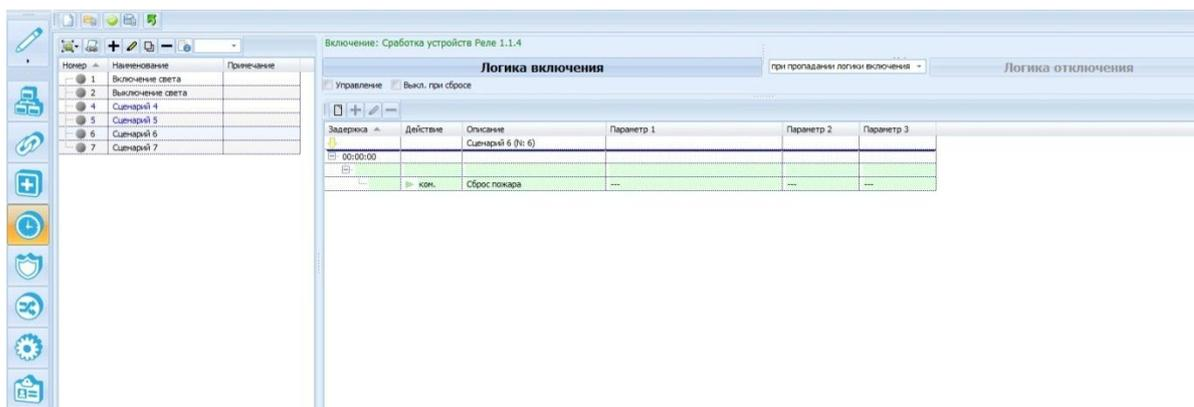 Включение: Сработка устройств Реле 1.1.4
Номер Наименование Примечание
1 Включение света
2 Выключение света
4 Сценарий 4
5 Сценарий 5
6 Сценарий 6
7 Сценарий 7
Логика включения
при пропадании логики включения
Логика отключения
Управление Выкл. при сбросе
Задержка Действие Описание Параметр 1 Параметр 2 Параметр 3
Сценарий 6 (N: 6)
00:00:00
ком. Сброс пожара --- --- ---